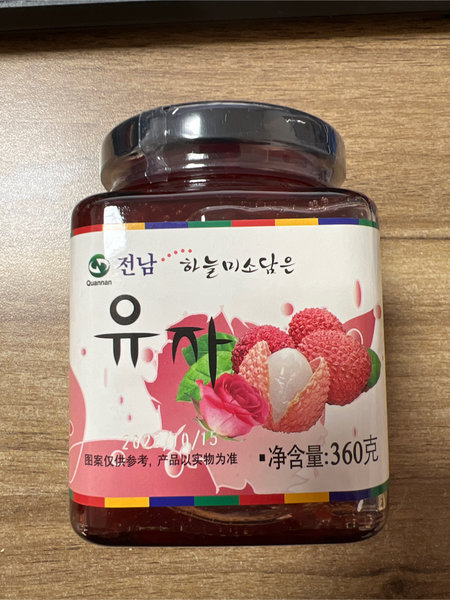 전남
하늘미소담은
Quannan
유자
图案仅供参考，产品以实物为准
▪净含量:360克